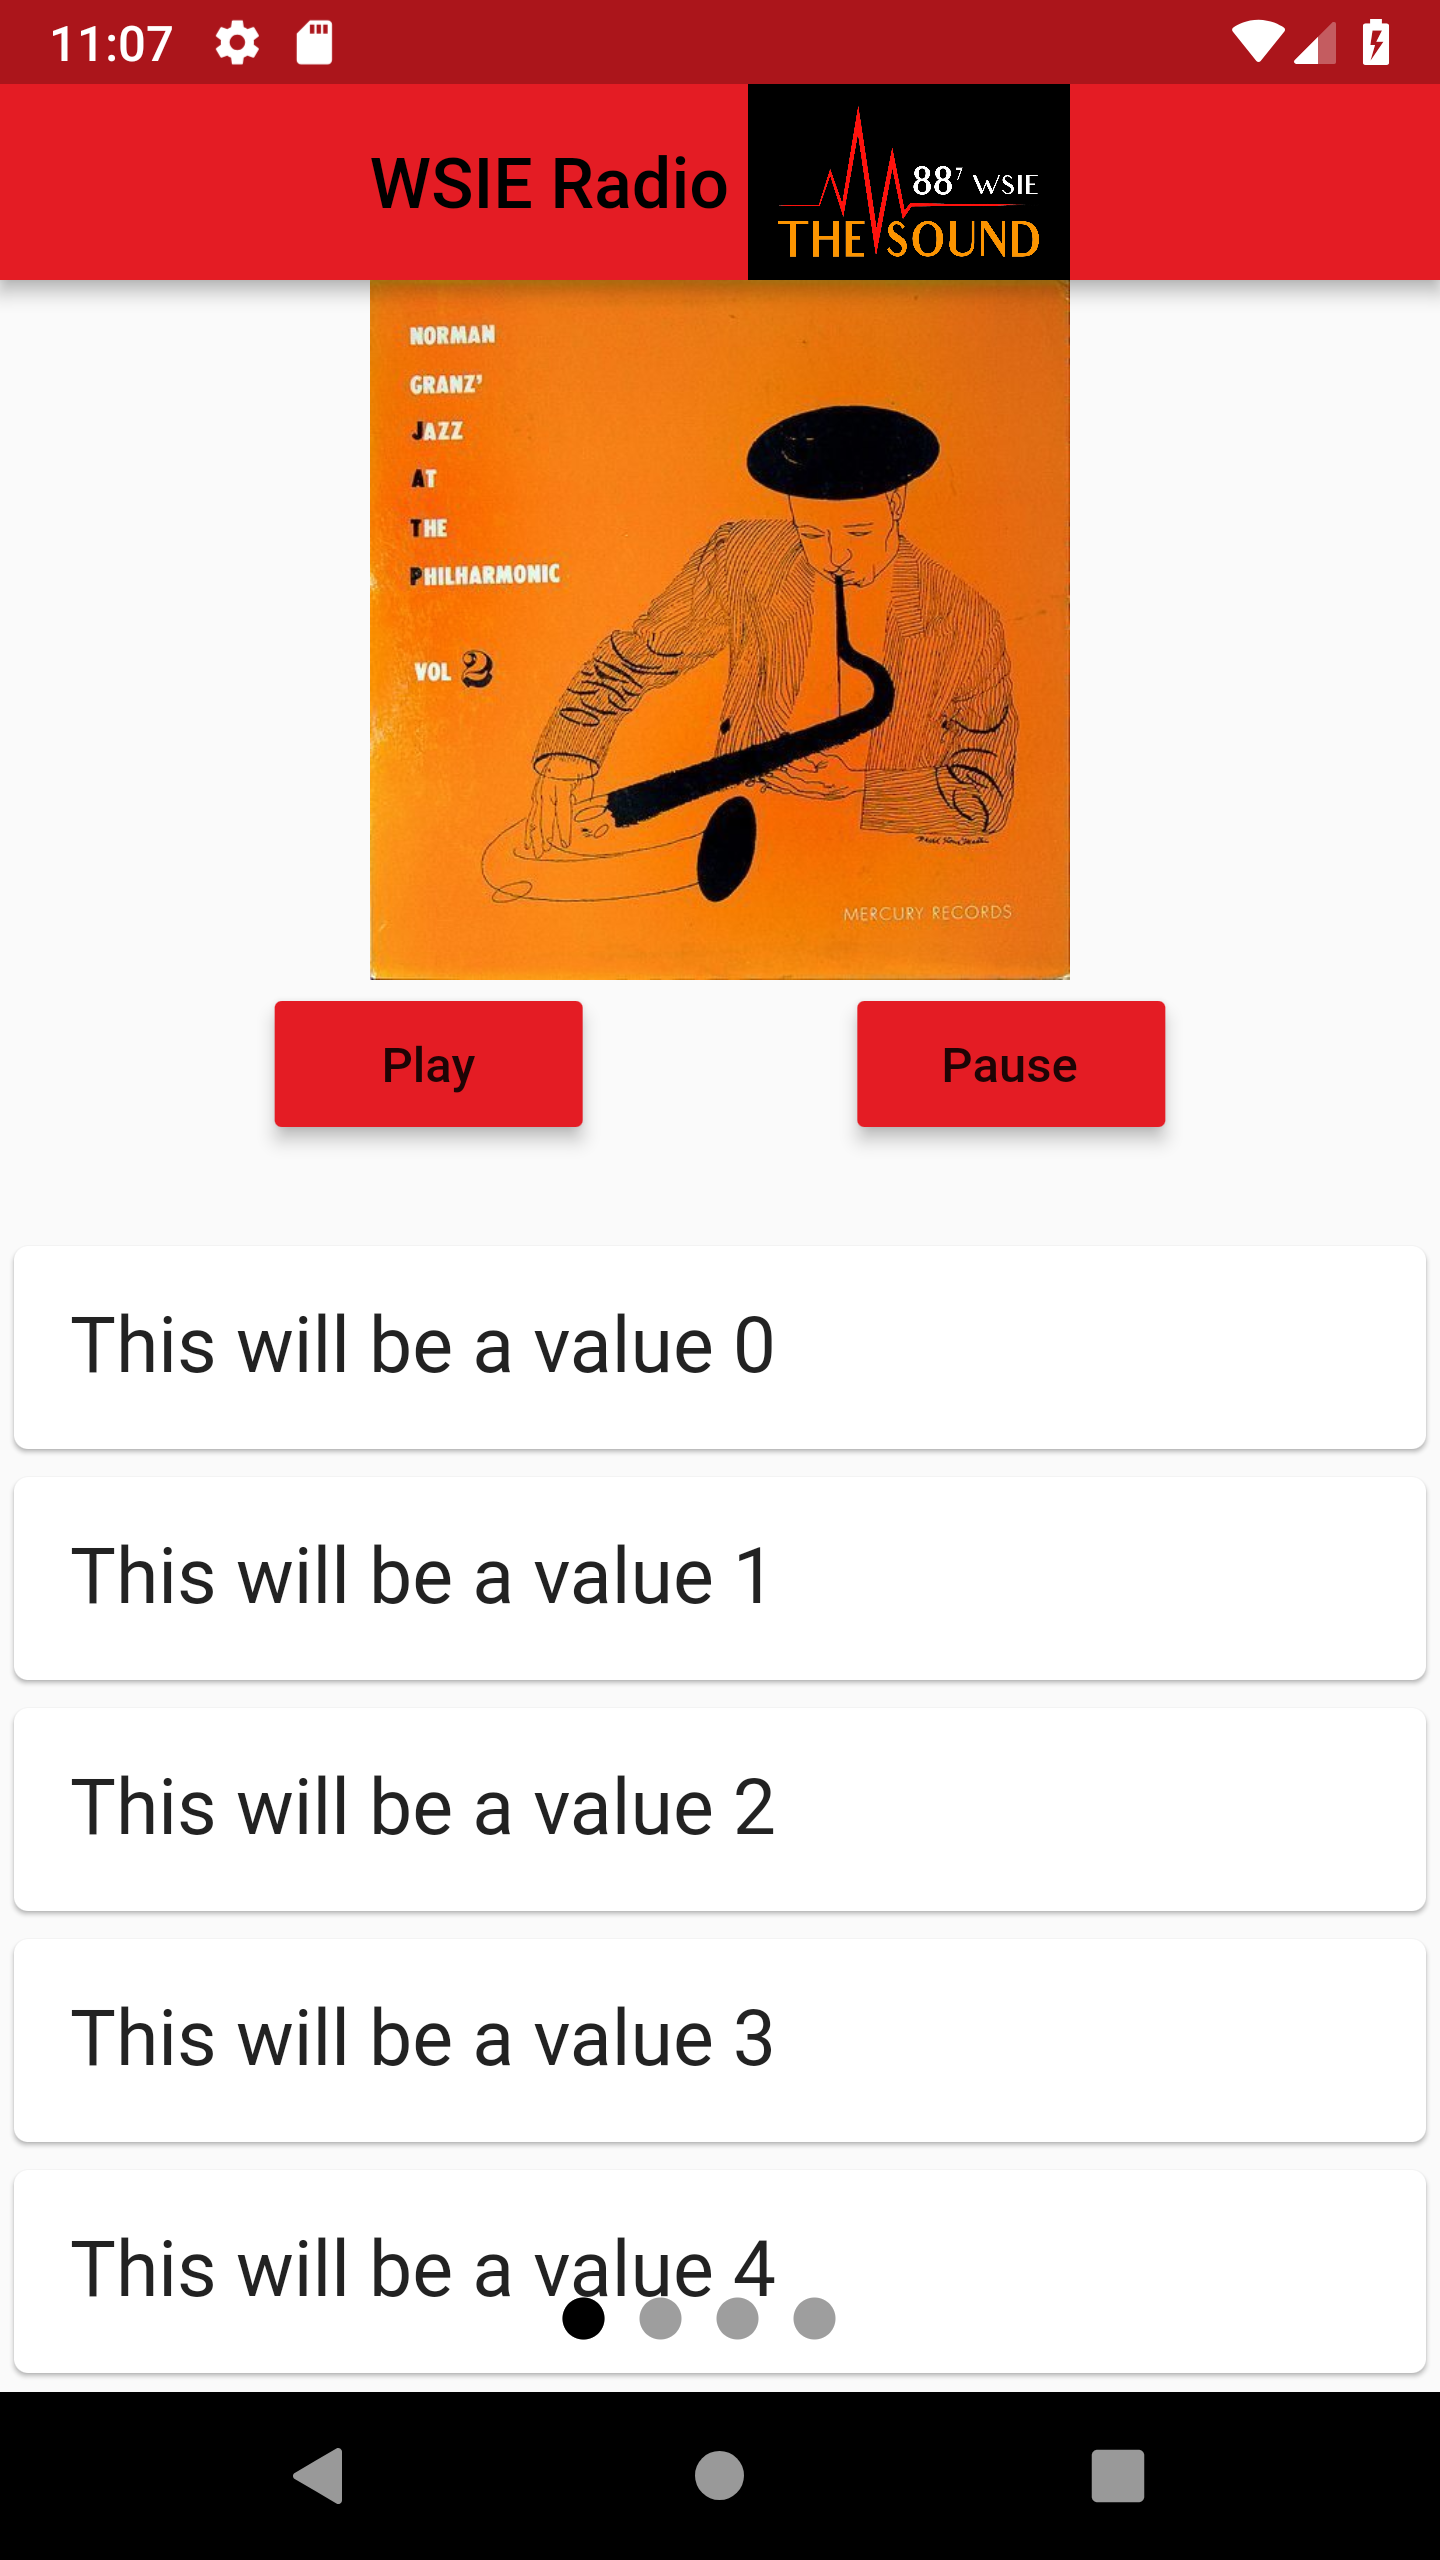 11:07
WSIE Radio
88⁷ WSIE
THE SOUND
NORMAN
GRANZ'
JAZZ
AT
THE
PHILHARMONIC
VOL 2
MERCURY RECORDS
Play
Pause
This will be a value 0
This will be a value 1
This will be a value 2
This will be a value 3
This will be a value 4